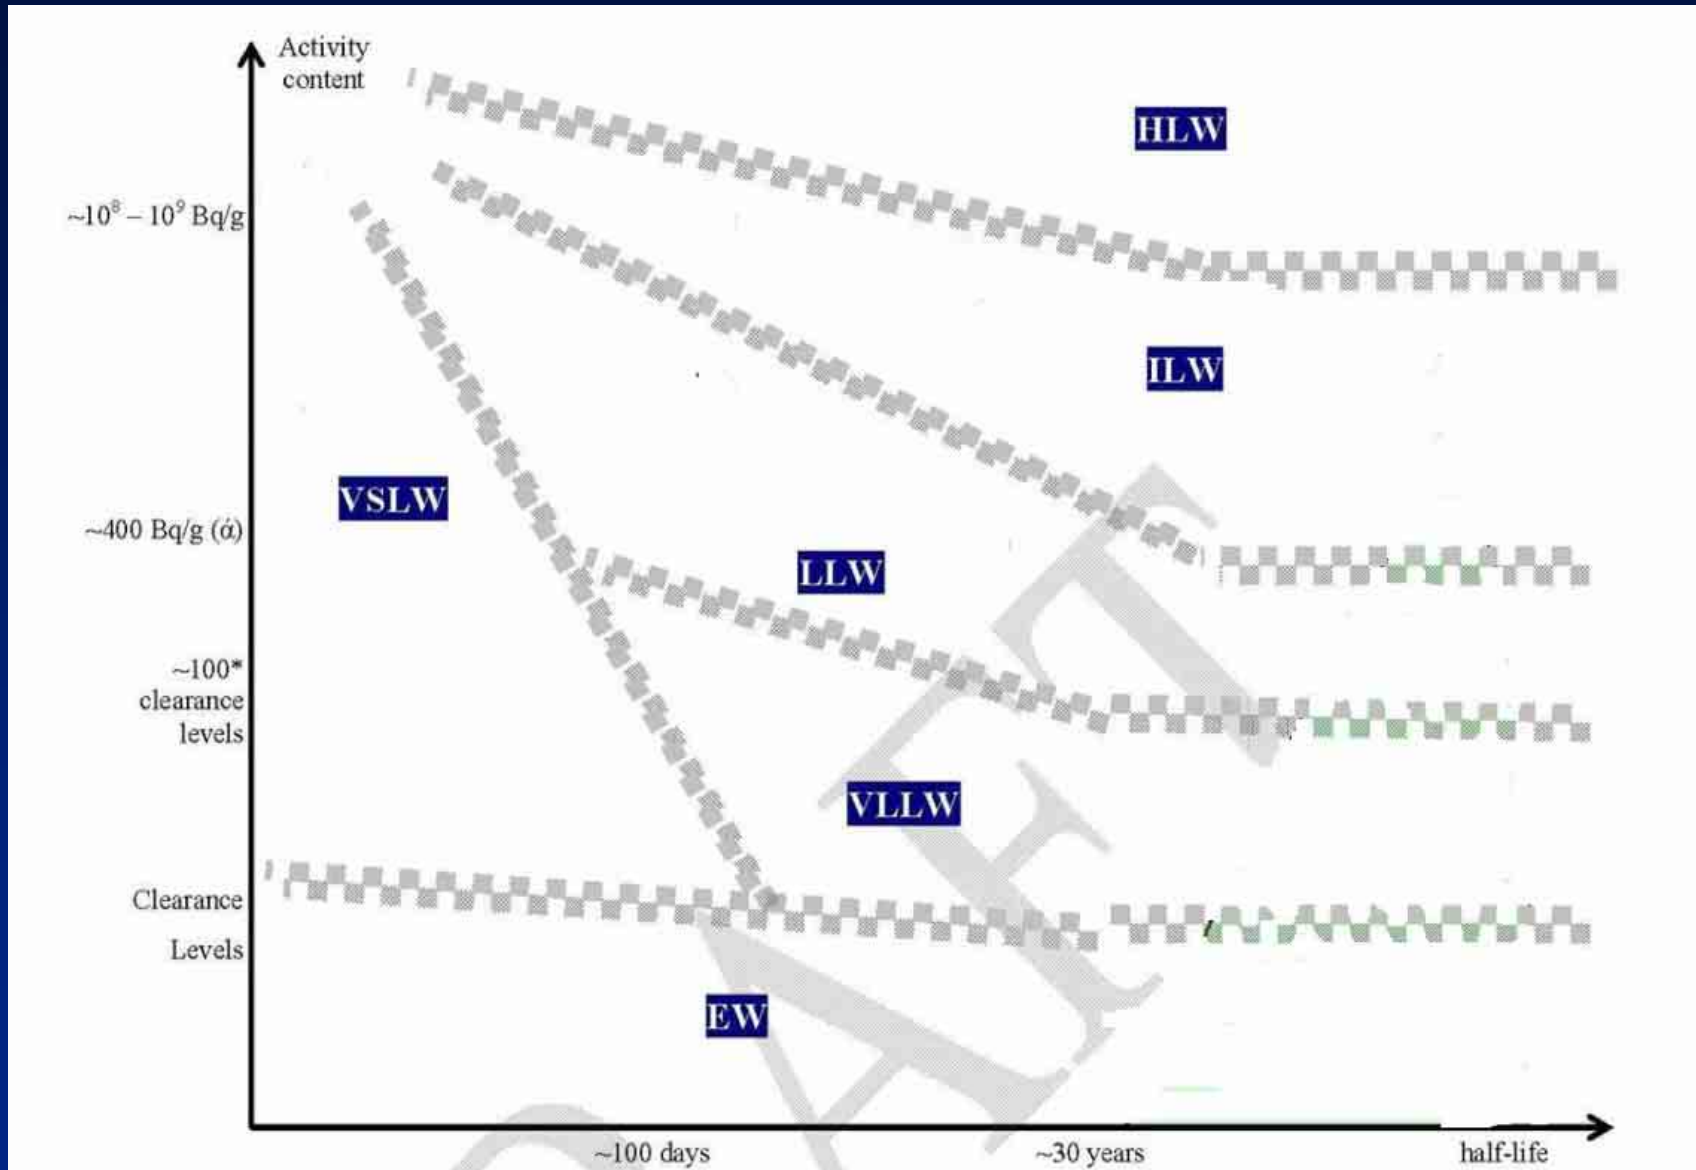 Activity
content
HLW
~10⁸ – 10⁹ Bq/g
ILW
VSLW
~400 Bq/g (ά)
LLW
~100*
clearance
levels
VLLW
Clearance
Levels
EW
~100 days
~30 years
half-life